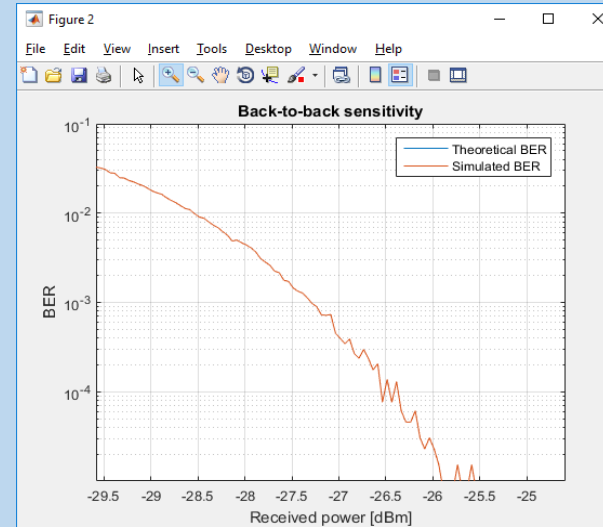 Figure 2
File Edit View Insert Tools Desktop Window Help
Back-to-back sensitivity
Theoretical BER
Simulated BER
BER
10^-1
10^-2
10^-3
10^-4
-29.5 -29 -28.5 -28 -27.5 -27 -26.5 -26 -25.5 -25
Received power [dBm]